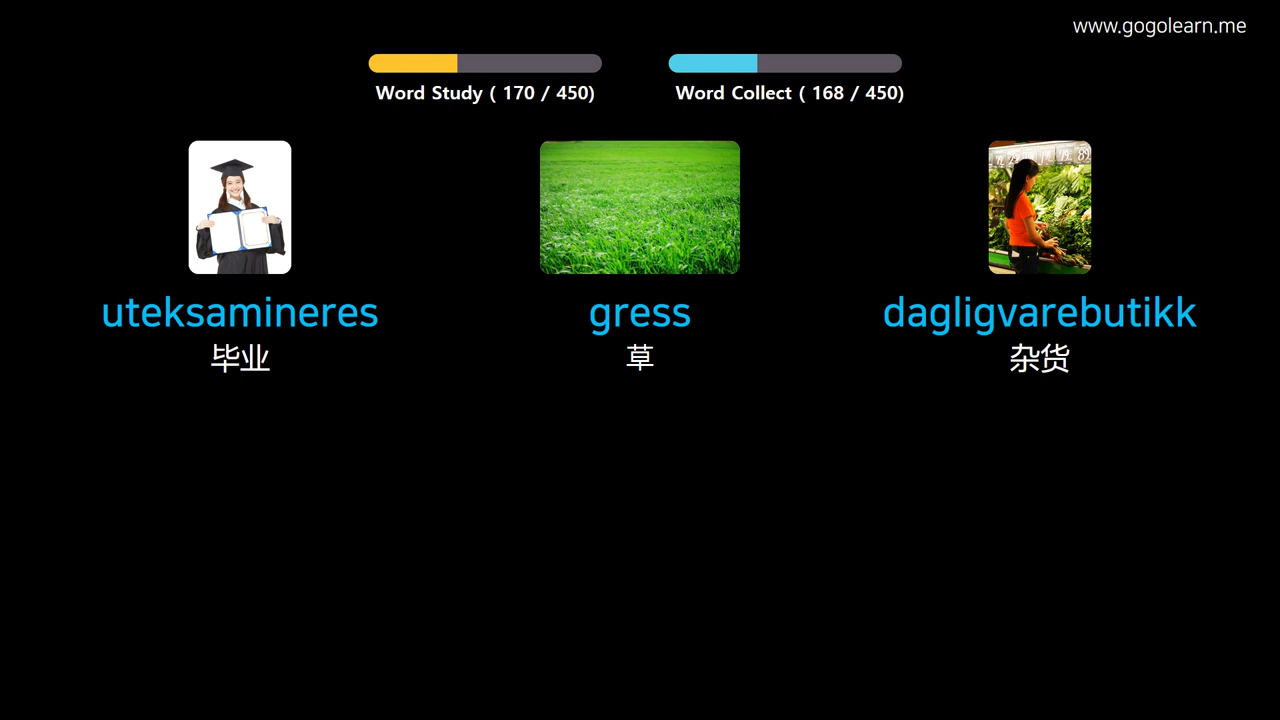 www.gogolearn.me
Word Study ( 170 / 450)
Word Collect ( 168 / 450)
uteksamineres
gress
dagligvarebutikk
毕业
草
杂货